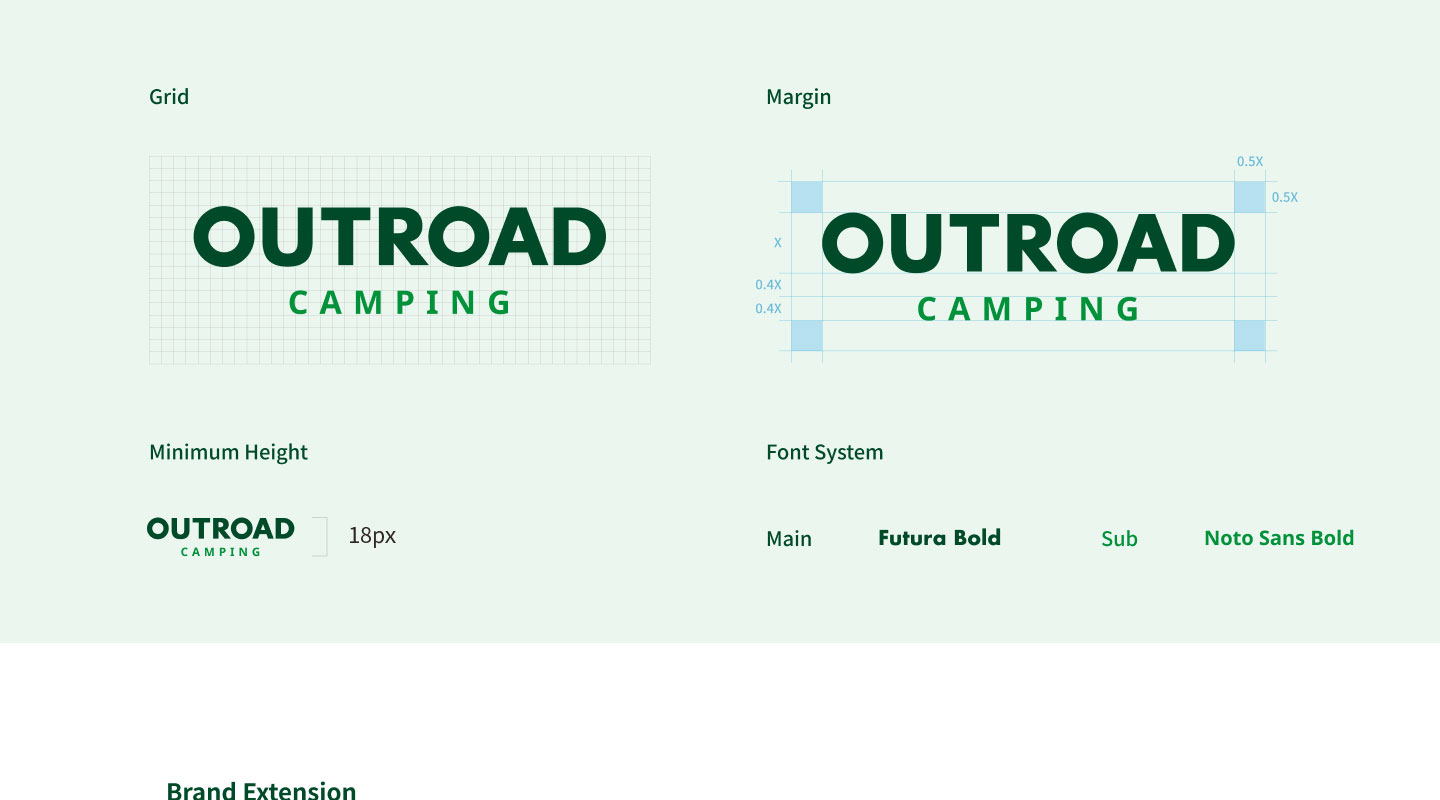 Grid
OUTROAD
CAMPING
Margin
0.5X
0.5X
X
0.4X
0.4X
OUTROAD
CAMPING
Minimum Height
OUTROAD
CAMPING
18px
Font System
Main Futura Bold Sub Noto Sans Bold
Brand Extension